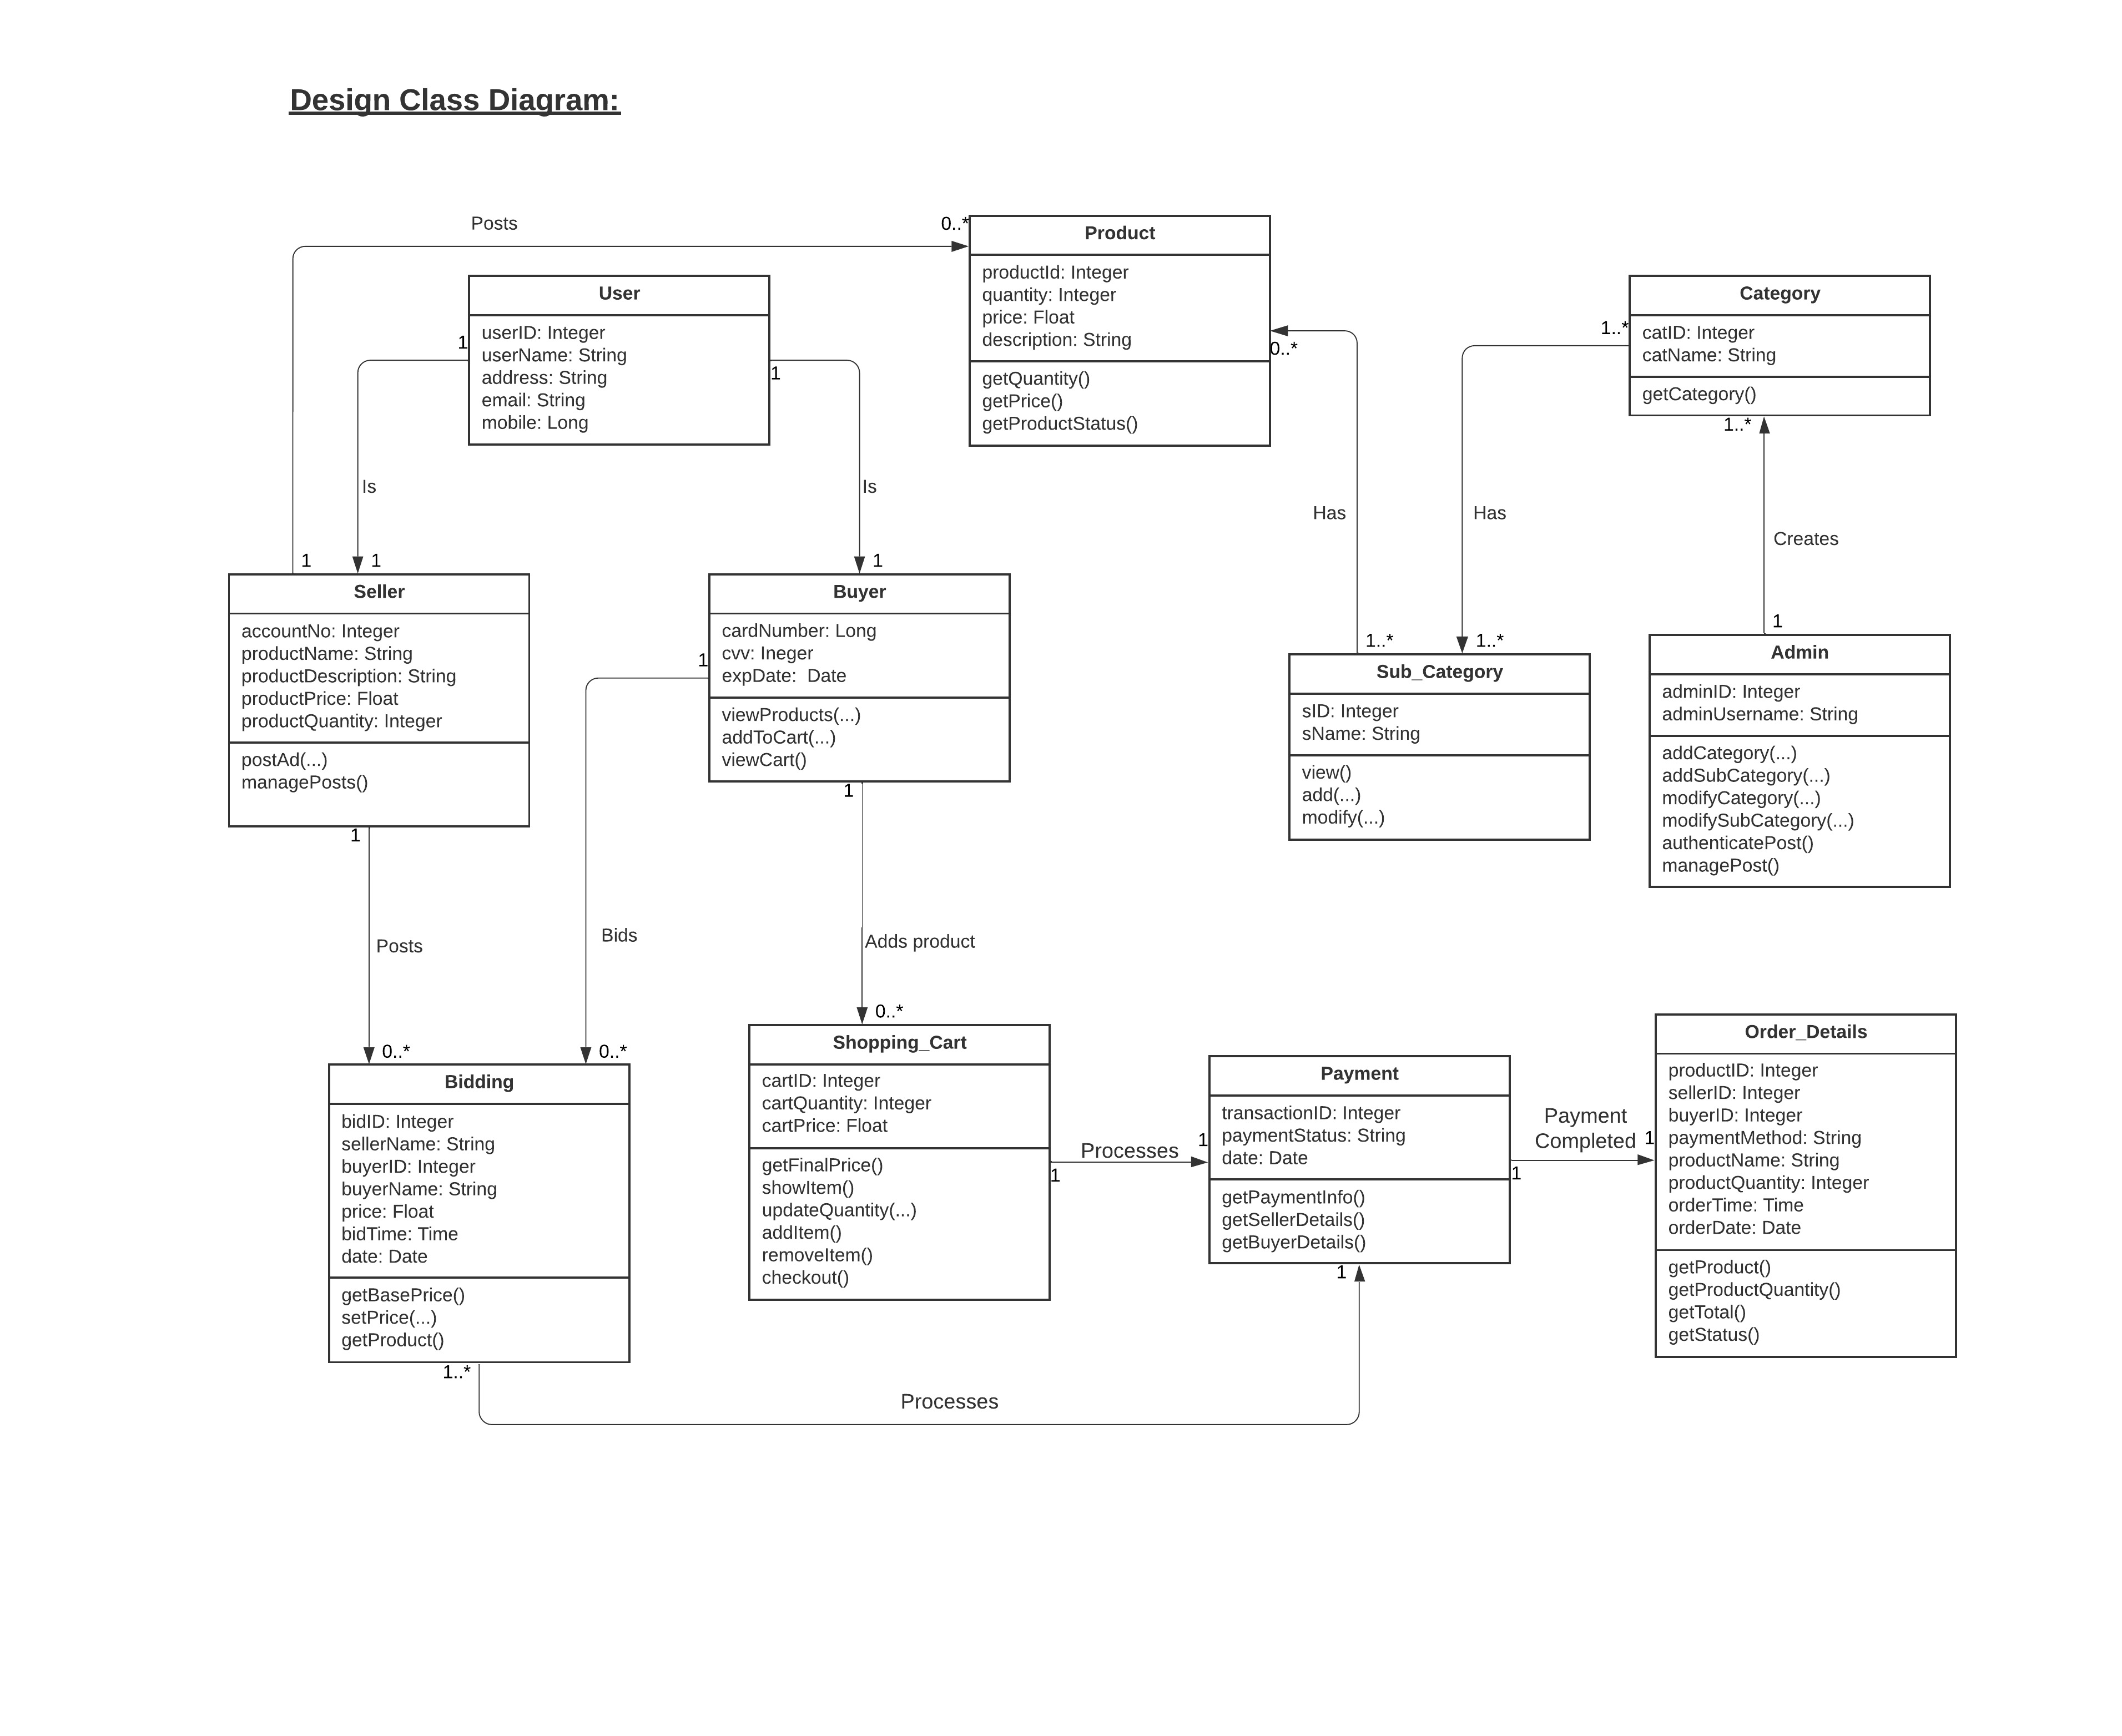 Design Class Diagram:
Posts
0..*
Product
productId: Integer
quantity: Integer
price: Float
description: String
getQuantity()
getPrice()
getProductStatus()
0..*
User
userID: Integer
userName: String
address: String
email: String
mobile: Long
1
1
Category
catID: Integer
catName: String
getCategory()
1..*
1..*
Is
Is
Has
Has
Creates
1
1
1
1..*
1..*
1
Seller
accountNo: Integer
productName: String
productDescription: String
productPrice: Float
productQuantity: Integer
postAd(...)
managePosts()
1
Buyer
cardNumber: Long
cvv: Ineger
expDate:  Date
viewProducts(...)
addToCart(...)
viewCart()
1
1
Sub_Category
sID: Integer
sName: String
view()
add(...)
modify(...)
Admin
adminID: Integer
adminUsername: String
addCategory(...)
addSubCategory(...)
modifyCategory(...)
modifySubCategory(...)
authenticatePost()
managePost()
Posts
Bids
Adds product
0..*
0..*
0..*
Bidding
bidID: Integer
sellerName: String
buyerID: Integer
buyerName: String
price: Float
bidTime: Time
date: Date
getBasePrice()
setPrice(...)
getProduct()
1..*
Shopping_Cart
cartID: Integer
cartQuantity: Integer
cartPrice: Float
getFinalPrice()
showItem()
updateQuantity(...)
addItem()
removeItem()
checkout()
Processes
1
1
Payment
transactionID: Integer
paymentStatus: String
date: Date
getPaymentInfo()
getSellerDetails()
getBuyerDetails()
1
Payment
Completed
1
1
Order_Details
productID: Integer
sellerID: Integer
buyerID: Integer
paymentMethod: String
productName: String
productQuantity: Integer
orderTime: Time
orderDate: Date
getProduct()
getProductQuantity()
getTotal()
getStatus()
Processes